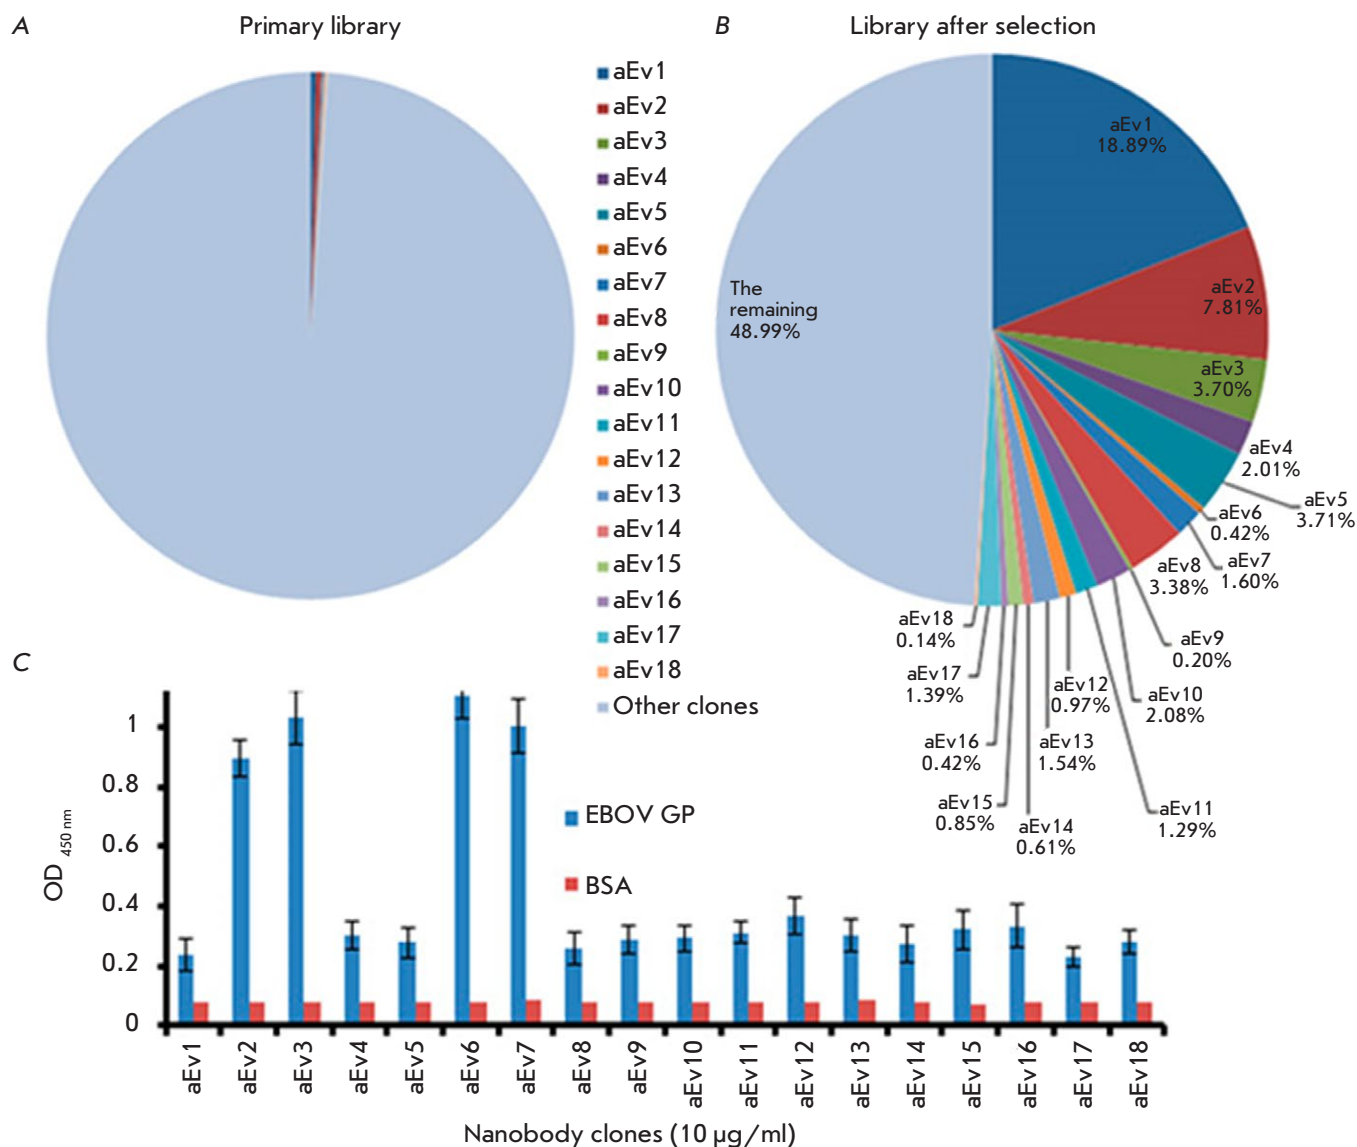 A
Primary library
B
Library after selection
aEv1
aEv2
aEv3
aEv4
aEv5
aEv6
aEv7
aEv8
aEv9
aEv10
aEv11
aEv12
aEv13
aEv14
aEv15
aEv16
aEv17
aEv18
Other clones
aEv1
18.89%
aEv2
7.81%
aEv3
3.70%
aEv4
2.01%
aEv5
3.71%
aEv6
0.42%
aEv7
1.60%
aEv8
3.38%
aEv9
0.20%
aEv10
2.08%
aEv11
1.29%
aEv12
0.97%
aEv13
1.54%
aEv14
0.61%
aEv15
0.85%
aEv16
0.42%
aEv17
1.39%
aEv18
0.14%
The
remaining
48.99%
C
OD 450 nm
1
0.8
0.6
0.4
0.2
0
EBOV GP
BSA
aEv1
aEv2
aEv3
aEv4
aEv5
aEv6
aEv7
aEv8
aEv9
aEv10
aEv11
aEv12
aEv13
aEv14
aEv15
aEv16
aEv17
aEv18
Nanobody clones (10 μg/ml)